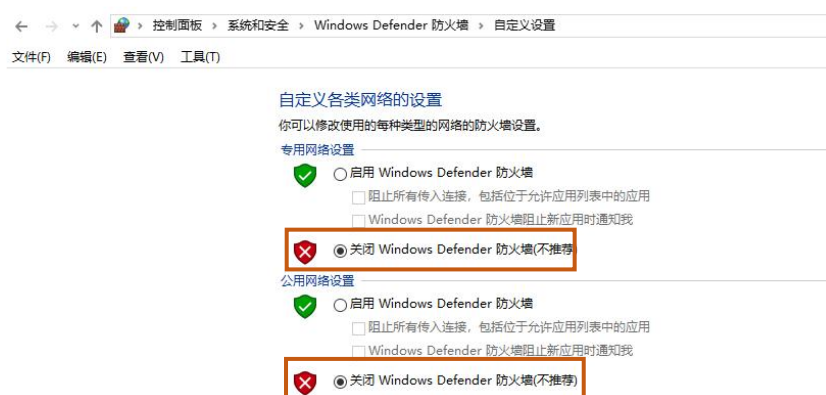 控制面板 › 系统和安全 › Windows Defender 防火墙 › 自定义设置
文件(F) 编辑(E) 查看(V) 工具(T)
自定义各类网络的设置
你可以修改使用的每种类型的网络的防火墙设置。
专用网络设置
启用 Windows Defender 防火墙
阻止所有传入连接，包括位于允许应用列表中的应用
Windows Defender 防火墙阻止新应用时通知我
关闭 Windows Defender 防火墙(不推荐)
公用网络设置
启用 Windows Defender 防火墙
阻止所有传入连接，包括位于允许应用列表中的应用
Windows Defender 防火墙阻止新应用时通知我
关闭 Windows Defender 防火墙(不推荐)